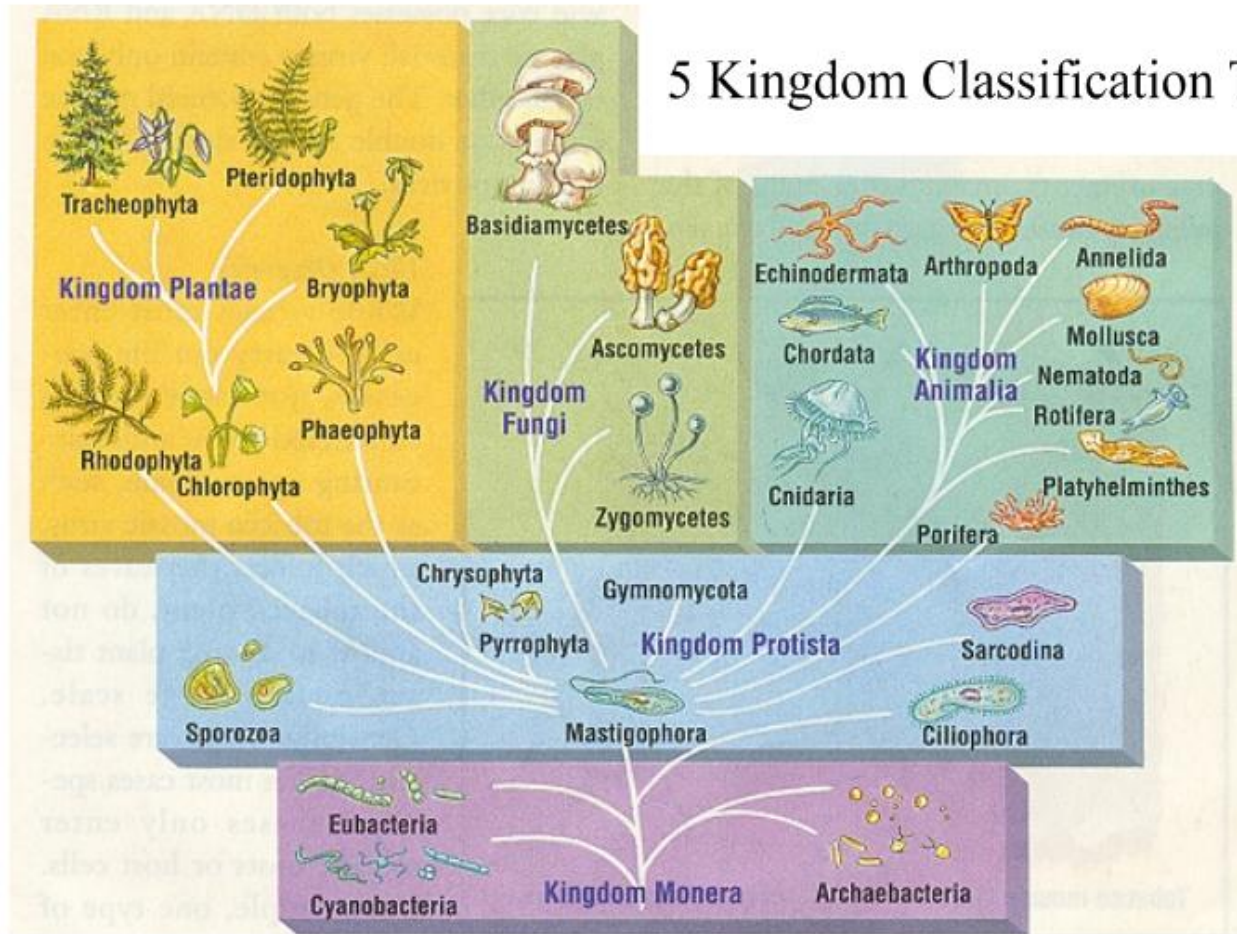 5 Kingdom Classification
Tracheophyta
Pteridophyta
Kingdom Plantae
Bryophyta
Rhodophyta
Chlorophyta
Phaeophyta
Basidiamycetes
Ascomycetes
Kingdom
Fungi
Zygomycetes
Echinodermata
Arthropoda
Annelida
Chordata
Mollusca
Kingdom
Animalia
Nematoda
Rotifera
Cnidaria
Platyhelminthes
Porifera
Chrysophyta
Gymnomycota
Pyrrophyta
Kingdom Protista
Sarcodina
Sporozoa
Mastigophora
Ciliophora
Eubacteria
Cyanobacteria
Kingdom Monera
Archaebacteria